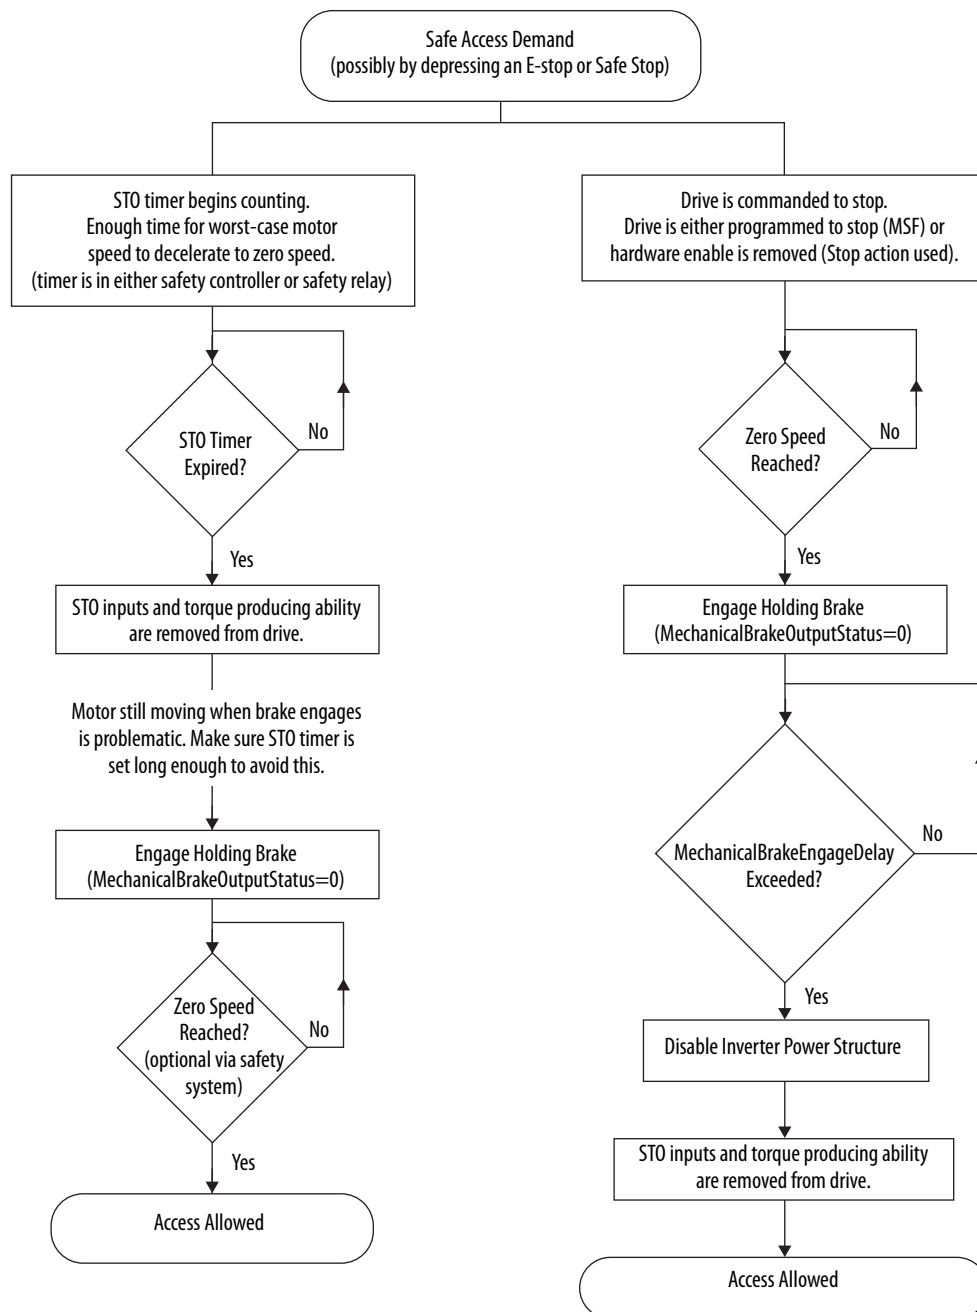 Safe Access Demand
(possibly by depressing an E-stop or Safe Stop)
STO timer begins counting.
Enough time for worst-case motor
speed to decelerate to zero speed.
(timer is in either safety controller or safety relay)
STO Timer
Expired?
No
Yes
STO inputs and torque producing ability
are removed from drive.
Motor still moving when brake engages
is problematic. Make sure STO timer is
set long enough to avoid this.
Engage Holding Brake
(MechanicalBrakeOutputStatus=0)
Zero Speed
Reached?
(optional via safety
system)
No
Yes
Access Allowed
Drive is commanded to stop.
Drive is either programmed to stop (MSF) or
hardware enable is removed (Stop action used).
Zero Speed
Reached?
No
Yes
Engage Holding Brake
(MechanicalBrakeOutputStatus=0)
MechanicalBrakeEngageDelay
Exceeded?
No
Yes
Disable Inverter Power Structure
STO inputs and torque producing ability
are removed from drive.
Access Allowed